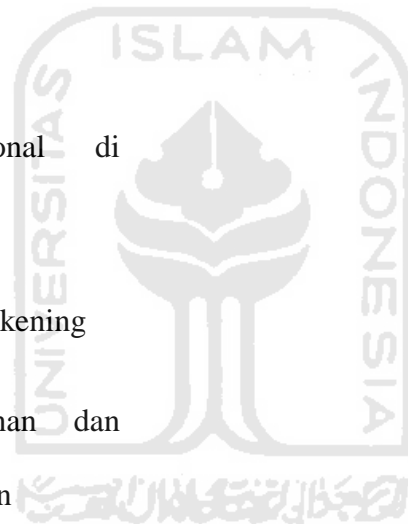 ISLAM
UNIVERSITAS
INDONESIA
onal di
kening
nan dan
n